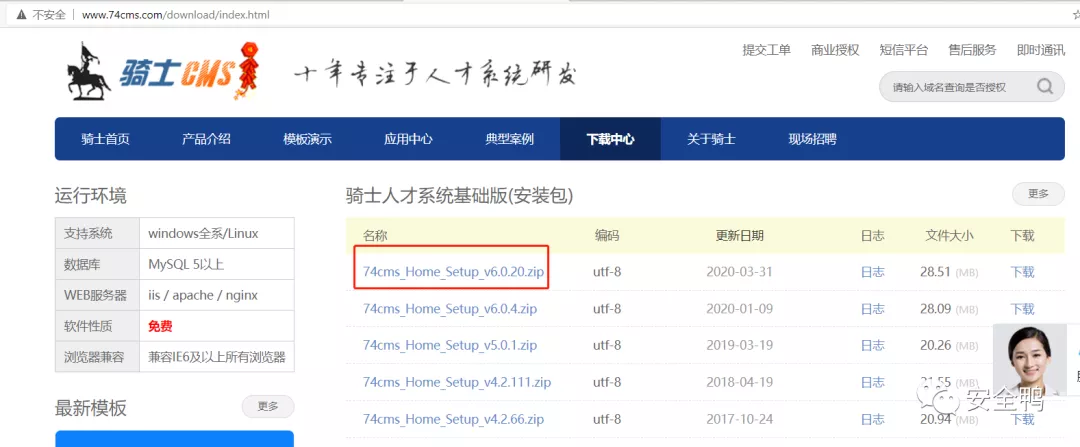 不安全 | www.74cms.com/download/index.html
骑士CMS 十年专注于人才系统研发
提交工单 商业授权 短信平台 售后服务 即时通讯
请输入域名查询是否授权
骑士首页 产品介绍 模板演示 应用中心 典型案例 下载中心 关于骑士 现场招聘
运行环境
支持系统 windows全系/Linux
数据库 MySQL 5以上
WEB服务器 iis / apache / nginx
软件性质 免费
浏览器兼容 兼容IE6及以上所有浏览器
最新模板 更多
骑士人才系统基础版(安装包) 更多
名称 编码 更新日期 日志 文件大小 下载
74cms_Home_Setup_v6.0.20.zip utf-8 2020-03-31 日志 28.51 (MB) 下载
74cms_Home_Setup_v6.0.4.zip utf-8 2020-01-09 日志 28.09 (MB) 下载
74cms_Home_Setup_v5.0.1.zip utf-8 2019-03-19 日志 20.26 (MB)
74cms_Home_Setup_v4.2.111.zip utf-8 2018-04-19 日志 (MB)
74cms_Home_Setup_v4.2.66.zip utf-8 2017-10-24 日志 20.94 (MB) 下载
安全鸭